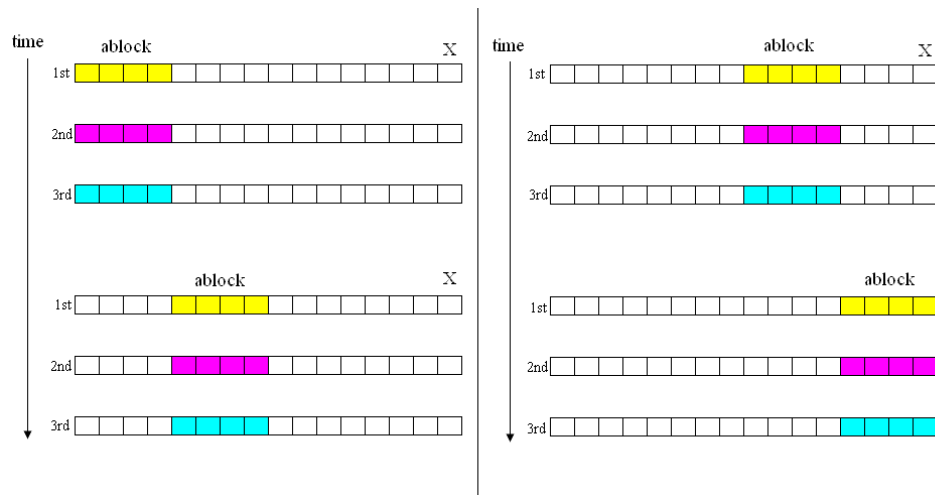 time
ablock
X
1st
2nd
3rd
ablock
X
1st
2nd
3rd
time
ablock
X
1st
2nd
3rd
ablock
1st
2nd
3rd